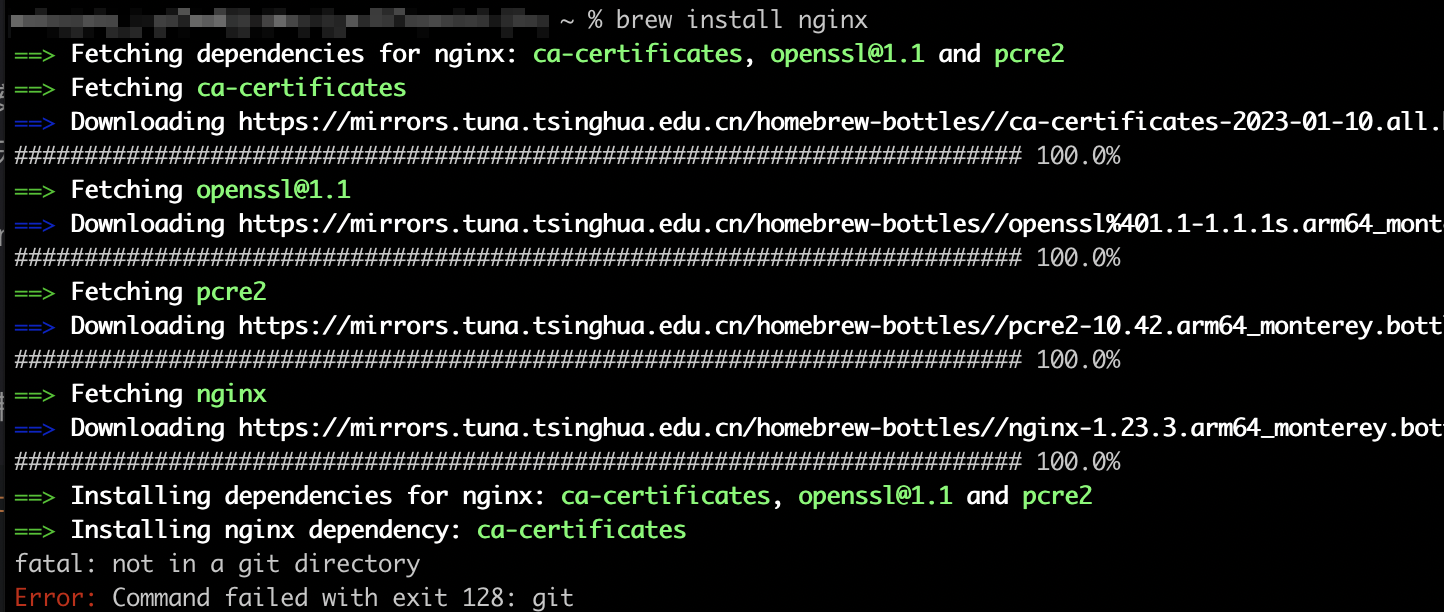 ~ % brew install nginx
==> Fetching dependencies for nginx: ca-certificates, openssl@1.1 and pcre2
==> Fetching ca-certificates
==> Downloading https://mirrors.tuna.tsinghua.edu.cn/homebrew-bottles//ca-certificates-2023-01-10.all.
######################################################################## 100.0%
==> Fetching openssl@1.1
==> Downloading https://mirrors.tuna.tsinghua.edu.cn/homebrew-bottles//openssl%401.1-1.1.1s.arm64_mont
######################################################################## 100.0%
==> Fetching pcre2
==> Downloading https://mirrors.tuna.tsinghua.edu.cn/homebrew-bottles//pcre2-10.42.arm64_monterey.bott
######################################################################## 100.0%
==> Fetching nginx
==> Downloading https://mirrors.tuna.tsinghua.edu.cn/homebrew-bottles//nginx-1.23.3.arm64_monterey.bot
######################################################################## 100.0%
==> Installing dependencies for nginx: ca-certificates, openssl@1.1 and pcre2
==> Installing nginx dependency: ca-certificates
fatal: not in a git directory
Error: Command failed with exit 128: git